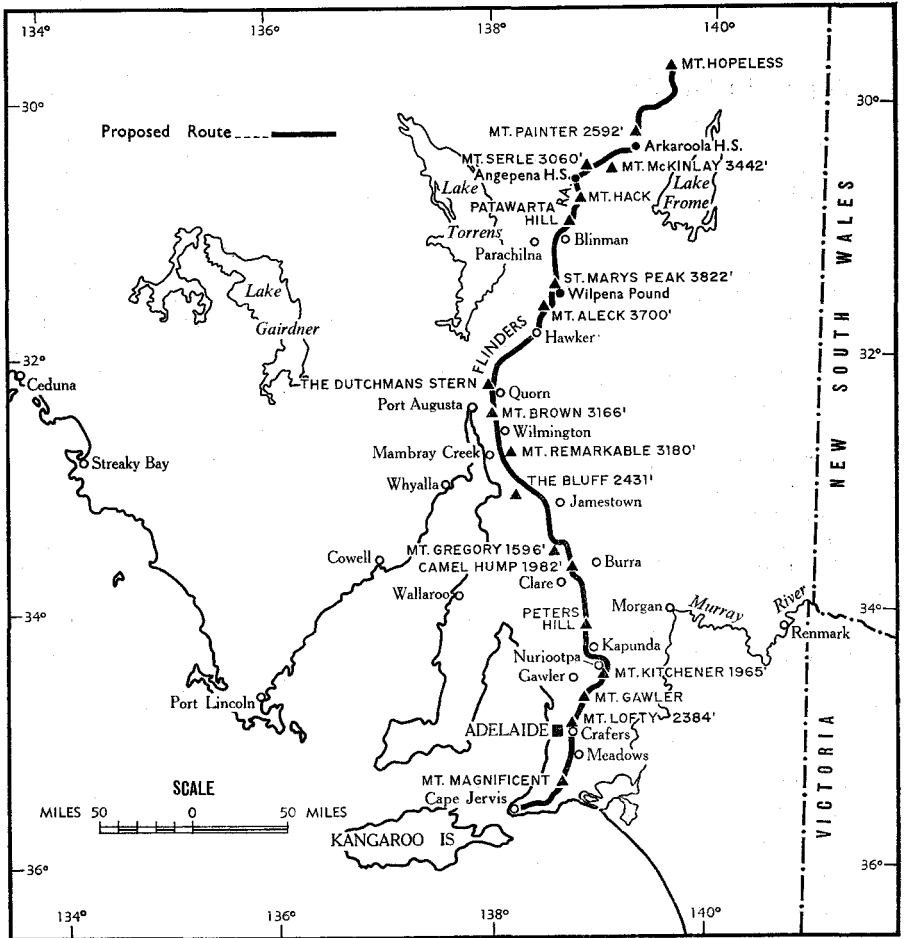 134° 136° 138° 140°
MT. HOPELESS
30° 30°
Proposed Route
MT. PAINTER 2592'
Arkaroola H.S.
MT. SERLE 3060'
MT. McKINLAY 3442'
Angepena H.S.
RA.
MT. HACK
Lake
Frome
Lake
Torrens
PATAWARTA
HILL
Blinman
Parachilna
ST. MARYS PEAK 3822'
Wilpena Pound
MT. ALECK 3700'
Lake
Gairdner
FLINDERS
Hawker
NEW SOUTH WALES
32° 32°
Ceduna
THE DUTCHMANS STERN
Quorn
Port Augusta
MT. BROWN 3166'
Wilmington
Streaky Bay
Mambray Creek
MT. REMARKABLE 3180'
Whyalla
THE BLUFF 2431'
Jamestown
MT. GREGORY 1596'
Cowell
CAMEL HUMP 1982'
Burra
Clare
Wallaroo
34° 34°
Morgan
Murray
River
Renmark
PETERS
HILL
Kapunda
Nuriootpa
Gawler
MT. KITCHENER 1965'
Port Lincoln
MT. GAWLER
MT. LOFTY 2384'
ADELAIDE
Crafers
Meadows
VICTORIA
MT. MAGNIFICENT
Cape Jervis
SCALE
MILES 50 0 50 MILES
KANGAROO IS
36° 36°
134° 136° 138° 140°